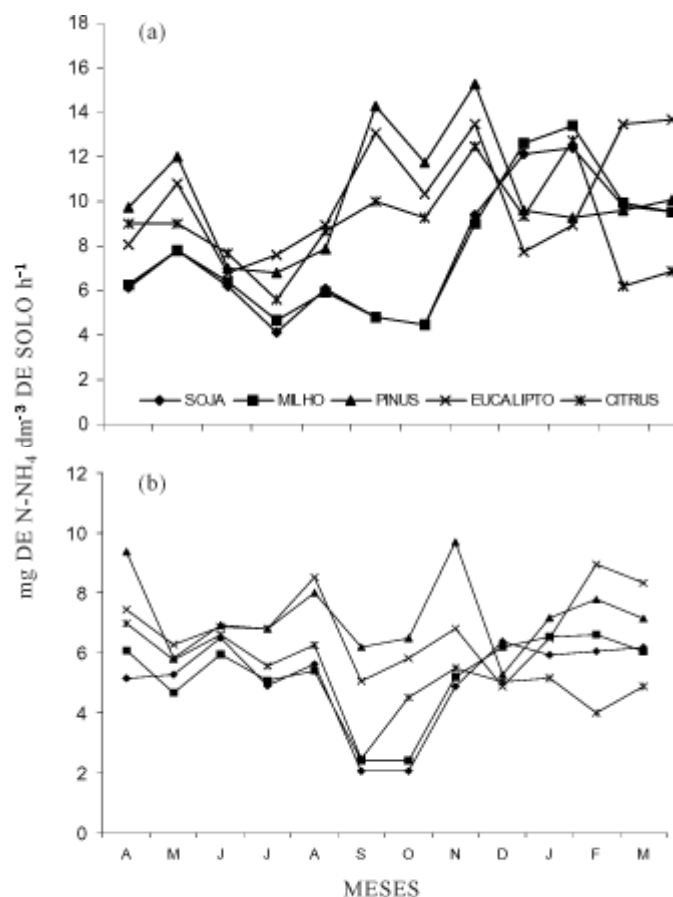 (a)
18
16
14
12
10
8
6
4
2
0
SOJA MILHO PINUS EUCALIPTO CITRUS
mg DE N-NH₄ dm⁻³ DE SOLO h⁻¹
(b)
12
10
8
6
4
2
0
A M J J A S O N D J F M
MESES